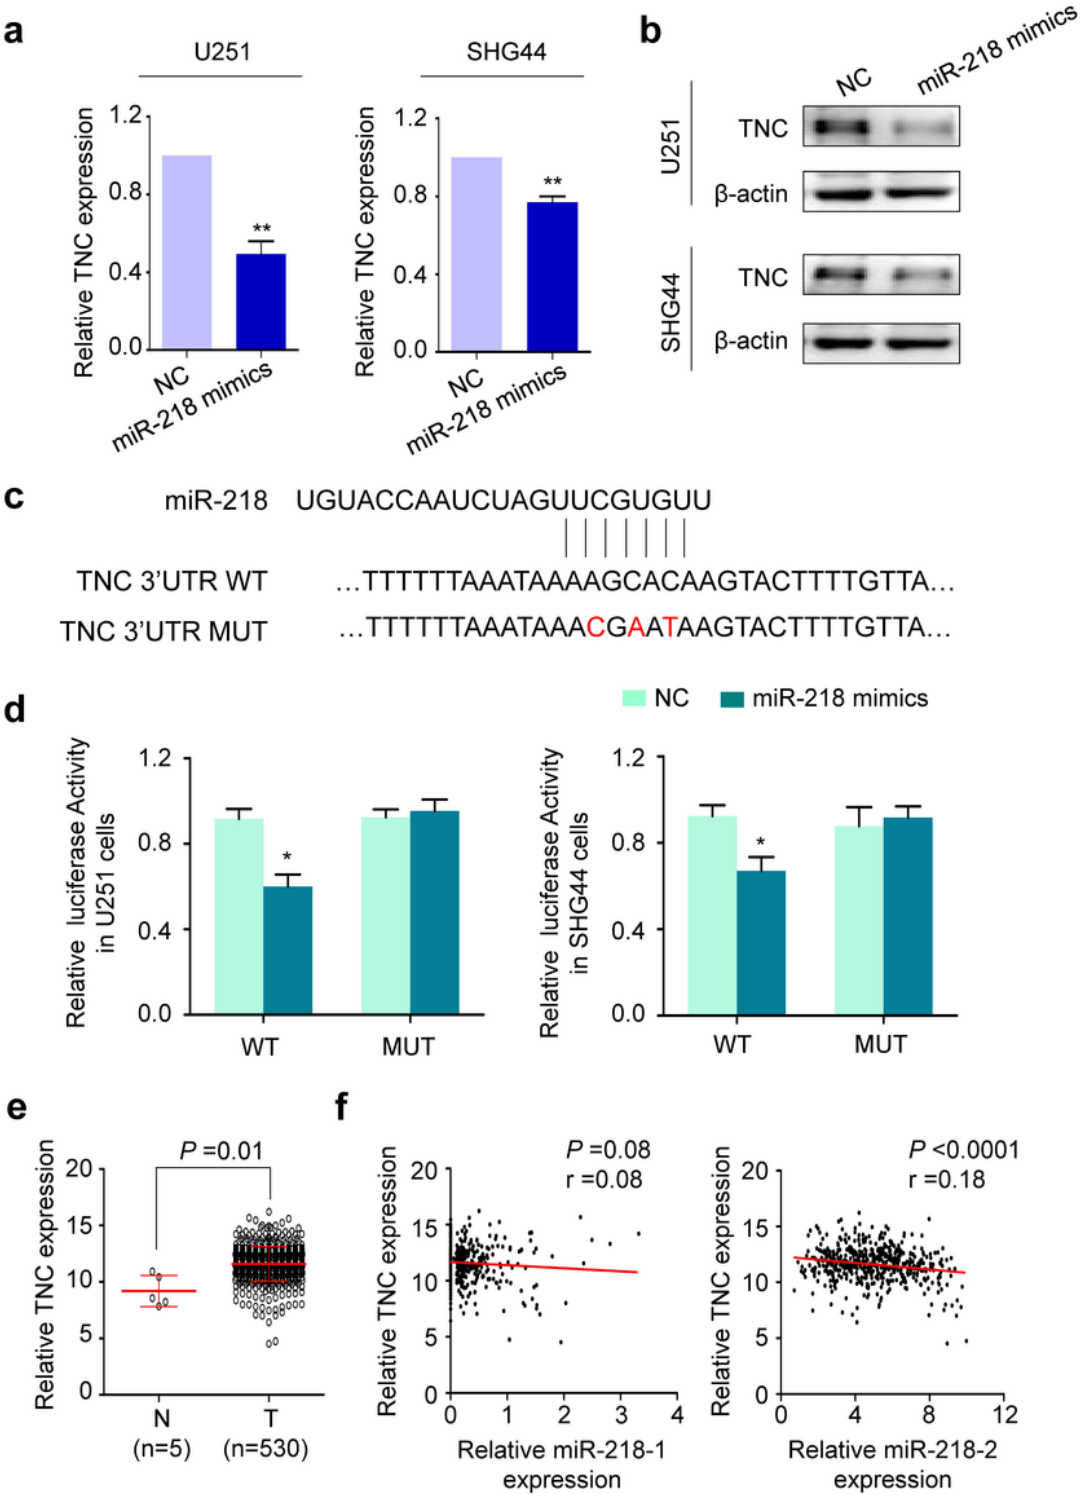 a
U251
SHG44
Relative TNC expression
1.2
0.8
0.4
0.0
**
NC
miR-218 mimics
Relative TNC expression
1.2
0.8
0.4
0.0
**
NC
miR-218 mimics
b
NC
miR-218 mimics
U251
TNC
β-actin
SHG44
TNC
β-actin
c
miR-218 UGUACCAAUCUAGUUCGUGUU
TNC 3'UTR WT ...TTTTTTAAATAAAAGCACAAGTACTTTTGTTA...
TNC 3'UTR MUT ...TTTTTTAAATAAACGAATAAGTACTTTTGTTA...
d
NC miR-218 mimics
Relative luciferase Activity
in U251 cells
1.2
0.8
0.4
0.0
*
WT MUT
Relative luciferase Activity
in SHG44 cells
1.2
0.8
0.4
0.0
*
WT MUT
e
Relative TNC expression
20
15
10
5
0
P =0.01
N T
(n=5) (n=530)
f
Relative TNC expression
20
15
10
5
0
P =0.08
r =0.08
0 1 2 3 4
Relative miR-218-1
expression
Relative TNC expression
20
15
10
5
0
P <0.0001
r =0.18
0 4 8 12
Relative miR-218-2
expression